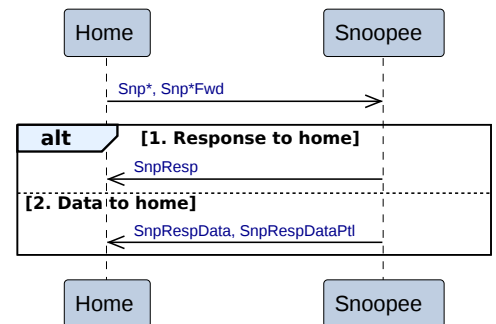 Home Snoopee
Snp*, Snp*Fwd
alt [1. Response to home]
SnpResp
[2. Data to home]
SnpRespData, SnpRespDataPtl
Home Snoopee